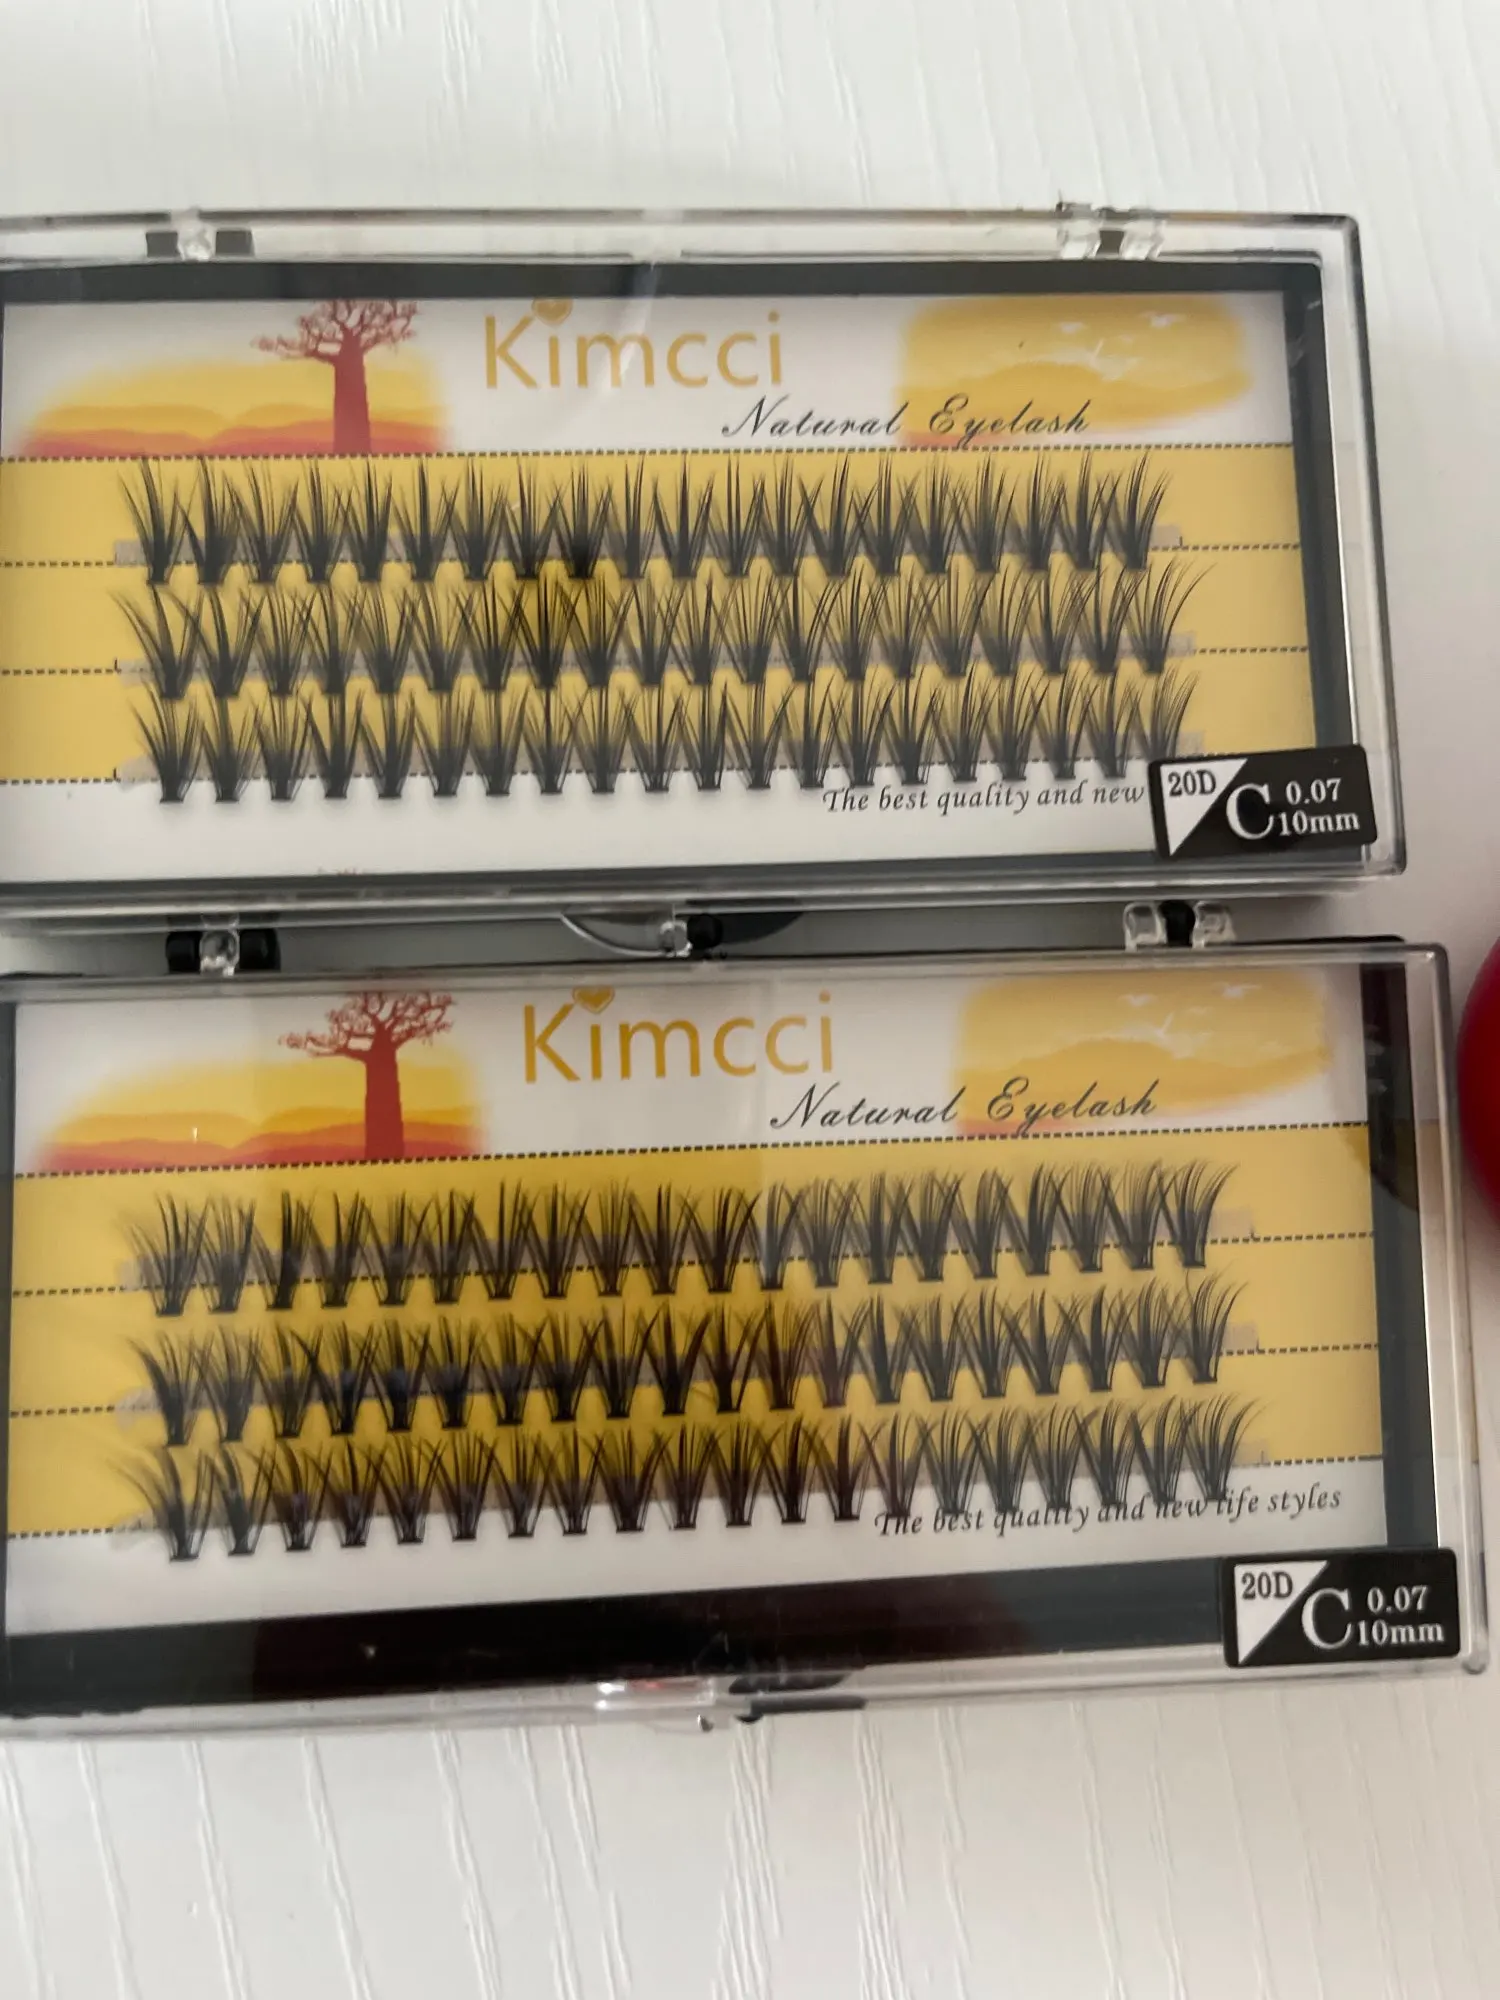 Kimcci
Natural Eyelash
The best quality and new
20D C 0.07
10mm
Kimcci
Natural Eyelash
The best quality and new life styles
20D C 0.07
10mm